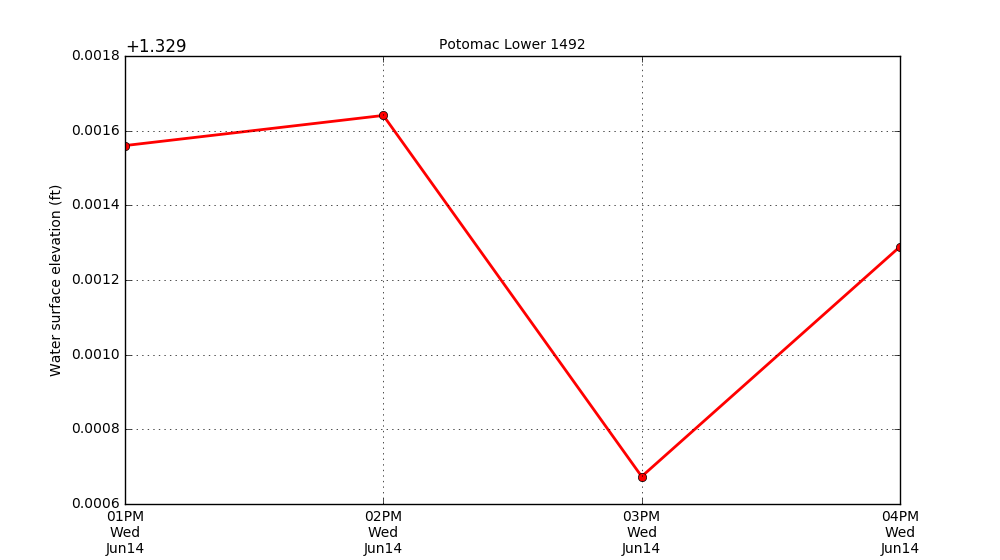 +1.329
Potomac Lower 1492
0.0018
0.0016
0.0014
0.0012
0.0010
0.0008
0.0006
Water surface elevation (ft)
01PM
Wed
Jun14
02PM
Wed
Jun14
03PM
Wed
Jun14
04PM
Wed
Jun14